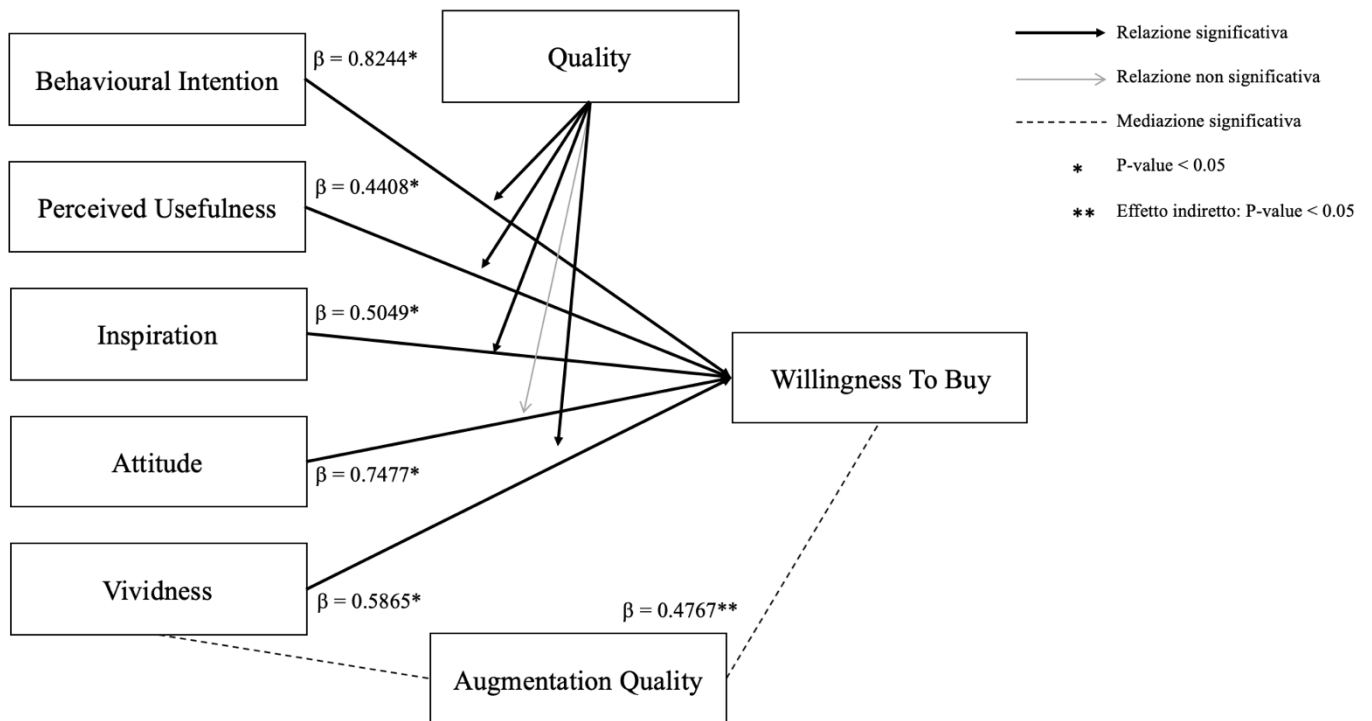 Behavioural Intention
β = 0.8244*
Quality
Relazione significativa
Relazione non significativa
Mediazione significativa
* P-value < 0.05
** Effetto indiretto: P-value < 0.05
Perceived Usefulness
β = 0.4408*
Inspiration
β = 0.5049*
Willingness To Buy
Attitude
β = 0.7477*
Vividness
β = 0.5865*
β = 0.4767**
Augmentation Quality